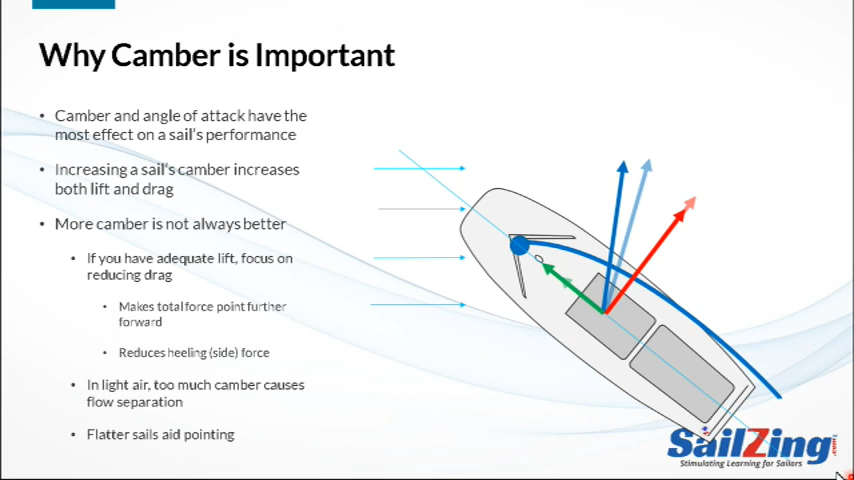 Why Camber is Important
• Camber and angle of attack have the
most effect on a sail's performance
• Increasing a sail's camber increases
both lift and drag
• More camber is not always better
• If you have adequate lift, focus on
reducing drag
• Makes total force point further
forward
• Reduces heeling (side) force
• In light air, too much camber causes
flow separation
• Flatter sails aid pointing
SailZing
Stimulating Learning for Sailors